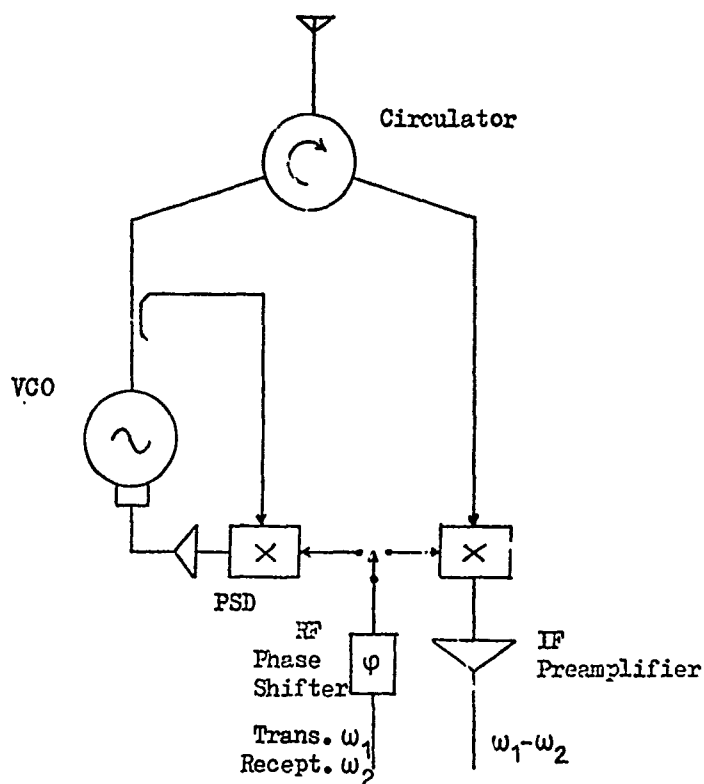 Circulator
VCO
×
PSD
×
RF
Phase
Shifter
φ
IF
Preamplifier
Trans. ω₁
Recept. ω₂
ω₁-ω₂